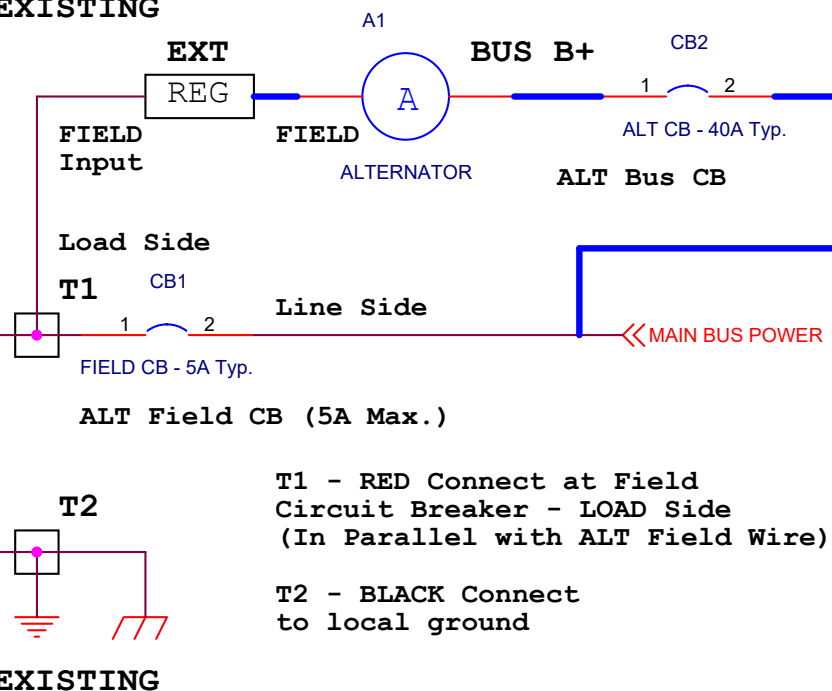 EXISTING
A1
EXT
BUS B+
CB2
REG
A
1 2
FIELD
Input
FIELD
ALT CB - 40A Typ.
ALTERNATOR
ALT Bus CB
Load Side
T1
CB1
Line Side
1 2
MAIN BUS POWER
FIELD CB - 5A Typ.
ALT Field CB (5A Max.)
T1 - RED Connect at Field
Circuit Breaker - LOAD Side
(In Parallel with ALT Field Wire)
T2
T2 - BLACK Connect
to local ground
EXISTING